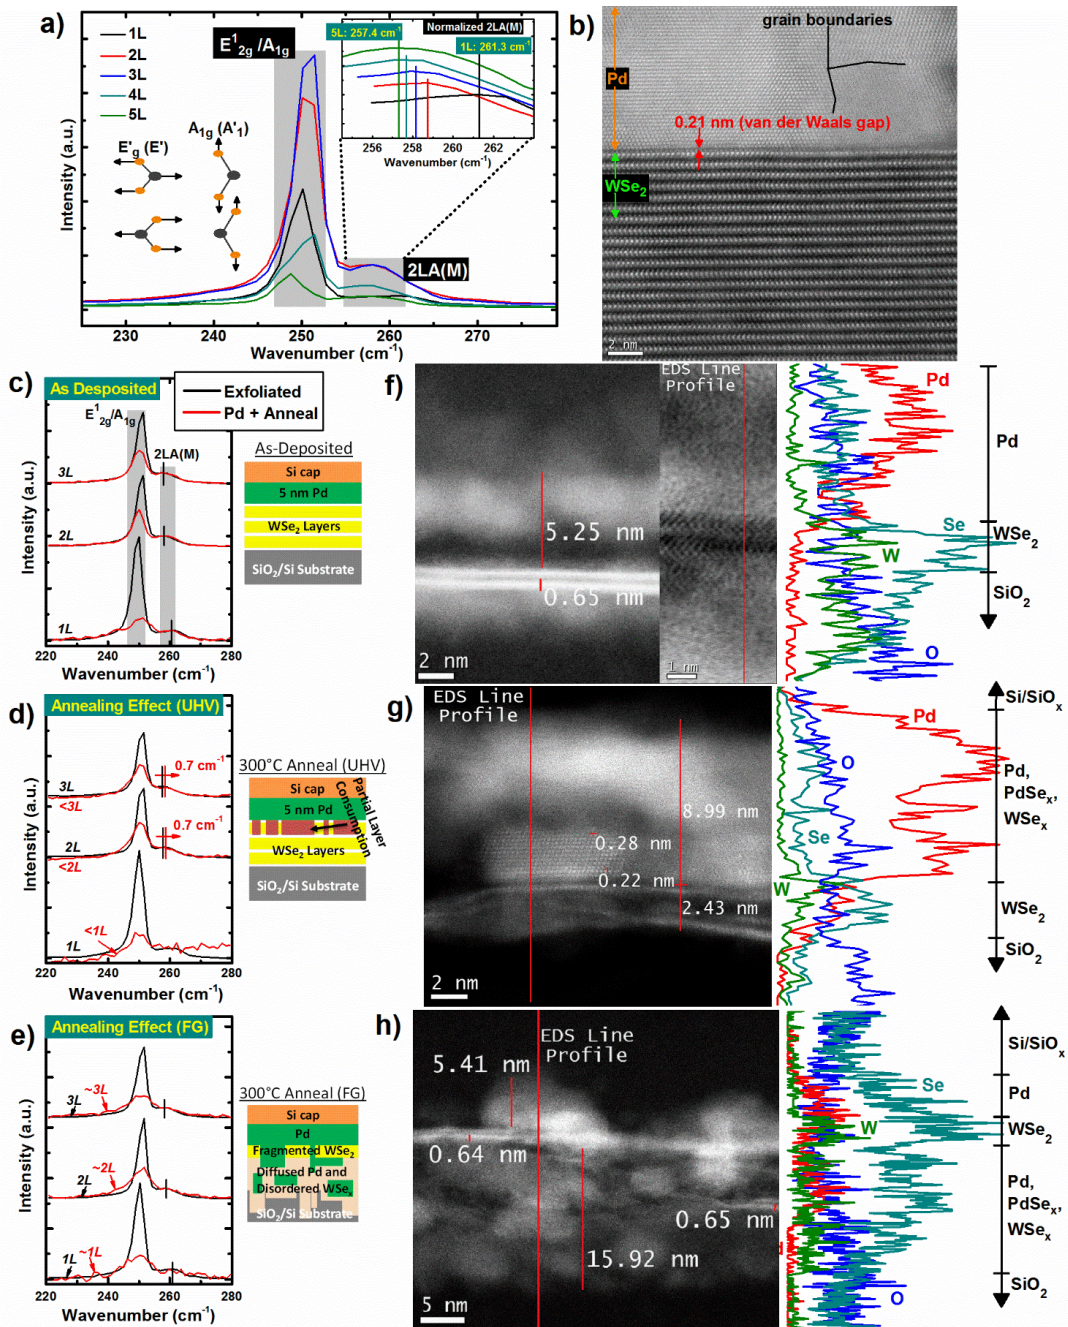 a)
1L
2L
3L
4L
5L
E¹2g/A1g
Normalized 2LA(M)
5L: 257.4 cm⁻¹
1L: 261.3 cm⁻¹
256 258 260 262
Wavenumber (cm⁻¹)
A1g (A'1)
E'g (E')
2LA(M)
Intensity (a.u.)
230 240 250 260 270
Wavenumber (cm⁻¹)
b)
grain boundaries
Pd
0.21 nm (van der Waals gap)
WSe2
2 nm
c)
As Desposited
Exfoliated
Pd + Anneal
E¹2g/A1g
2LA(M)
3L
2L
1L
Intensity (a.u.)
220 240 260 280
Wavenumber (cm⁻¹)
As-Deposited
Si cap
5 nm Pd
WSe2 Layers
SiO2/Si Substrate
d)
Annealing Effect (UHV)
0.7 cm⁻¹
3L
<3L
0.7 cm⁻¹
2L
<2L
<1L
1L
Intensity (a.u.)
220 240 260 280
Wavenumber (cm⁻¹)
300°C Anneal (UHV)
Si cap
5 nm Pd
Partial Layer Consumption
WSe2 Layers
SiO2/Si Substrate
e)
Annealing Effect (FG)
~3L
3L
~2L
2L
~1L
1L
Intensity (a.u.)
220 240 260 280
Wavenumber (cm⁻¹)
300°C Anneal (FG)
Si cap
Pd
Fragmented WSe2
Diffused Pd and
Disordered WSex
SiO2/Si Substrate
f)
EDS Line
Profile
5.25 nm
0.65 nm
2 nm
1 nm
Pd
Se
W
O
Pd
WSe2
SiO2
g)
EDS Line
Profile
8.99 nm
0.28 nm
0.22 nm
2.43 nm
2 nm
Pd
O
Se
W
Si/SiOx
Pd,
PdSex,
WSex
WSe2
SiO2
h)
EDS Line
Profile
5.41 nm
0.64 nm
0.65 nm
15.92 nm
5 nm
Se
W
O
Si/SiOx
Pd
WSe2
Pd,
PdSex,
WSex
SiO2